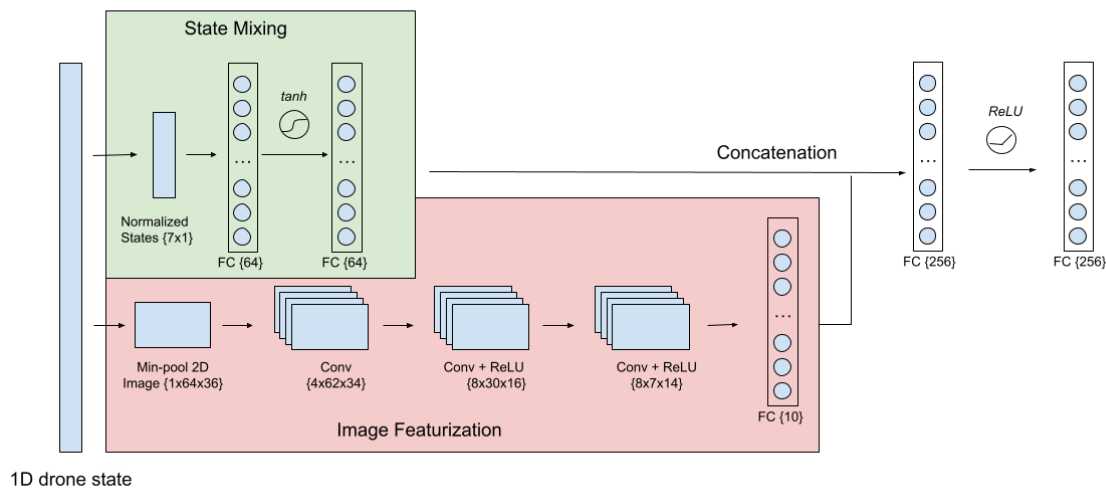 State Mixing
tanh
...
...
Normalized
States {7x1}
FC {64}
FC {64}
Concatenation
ReLU
...
...
FC {256}
FC {256}
Min-pool 2D
Image {1x64x36}
Conv
{4x62x34}
Conv + ReLU
{8x30x16}
Conv + ReLU
{8x7x14}
...
FC {10}
Image Featurization
1D drone state